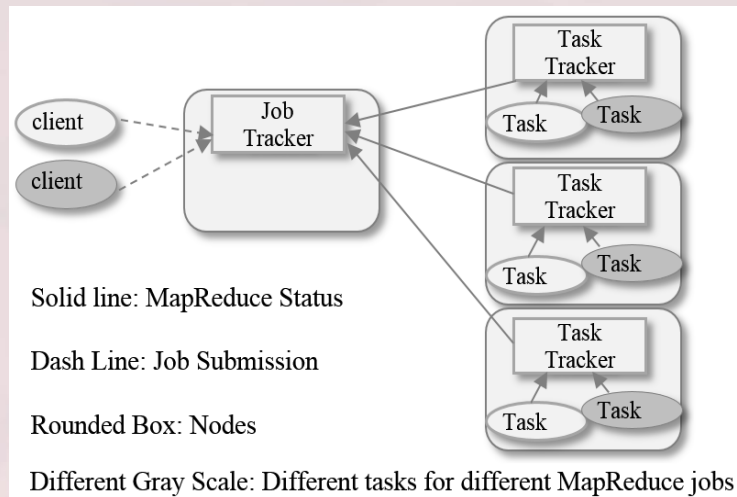 client
client
Job
Tracker
Task
Tracker
Task
Task
Task
Tracker
Task
Task
Task
Tracker
Task
Task
Solid line: MapReduce Status
Dash Line: Job Submission
Rounded Box: Nodes
Different Gray Scale: Different tasks for different MapReduce jobs